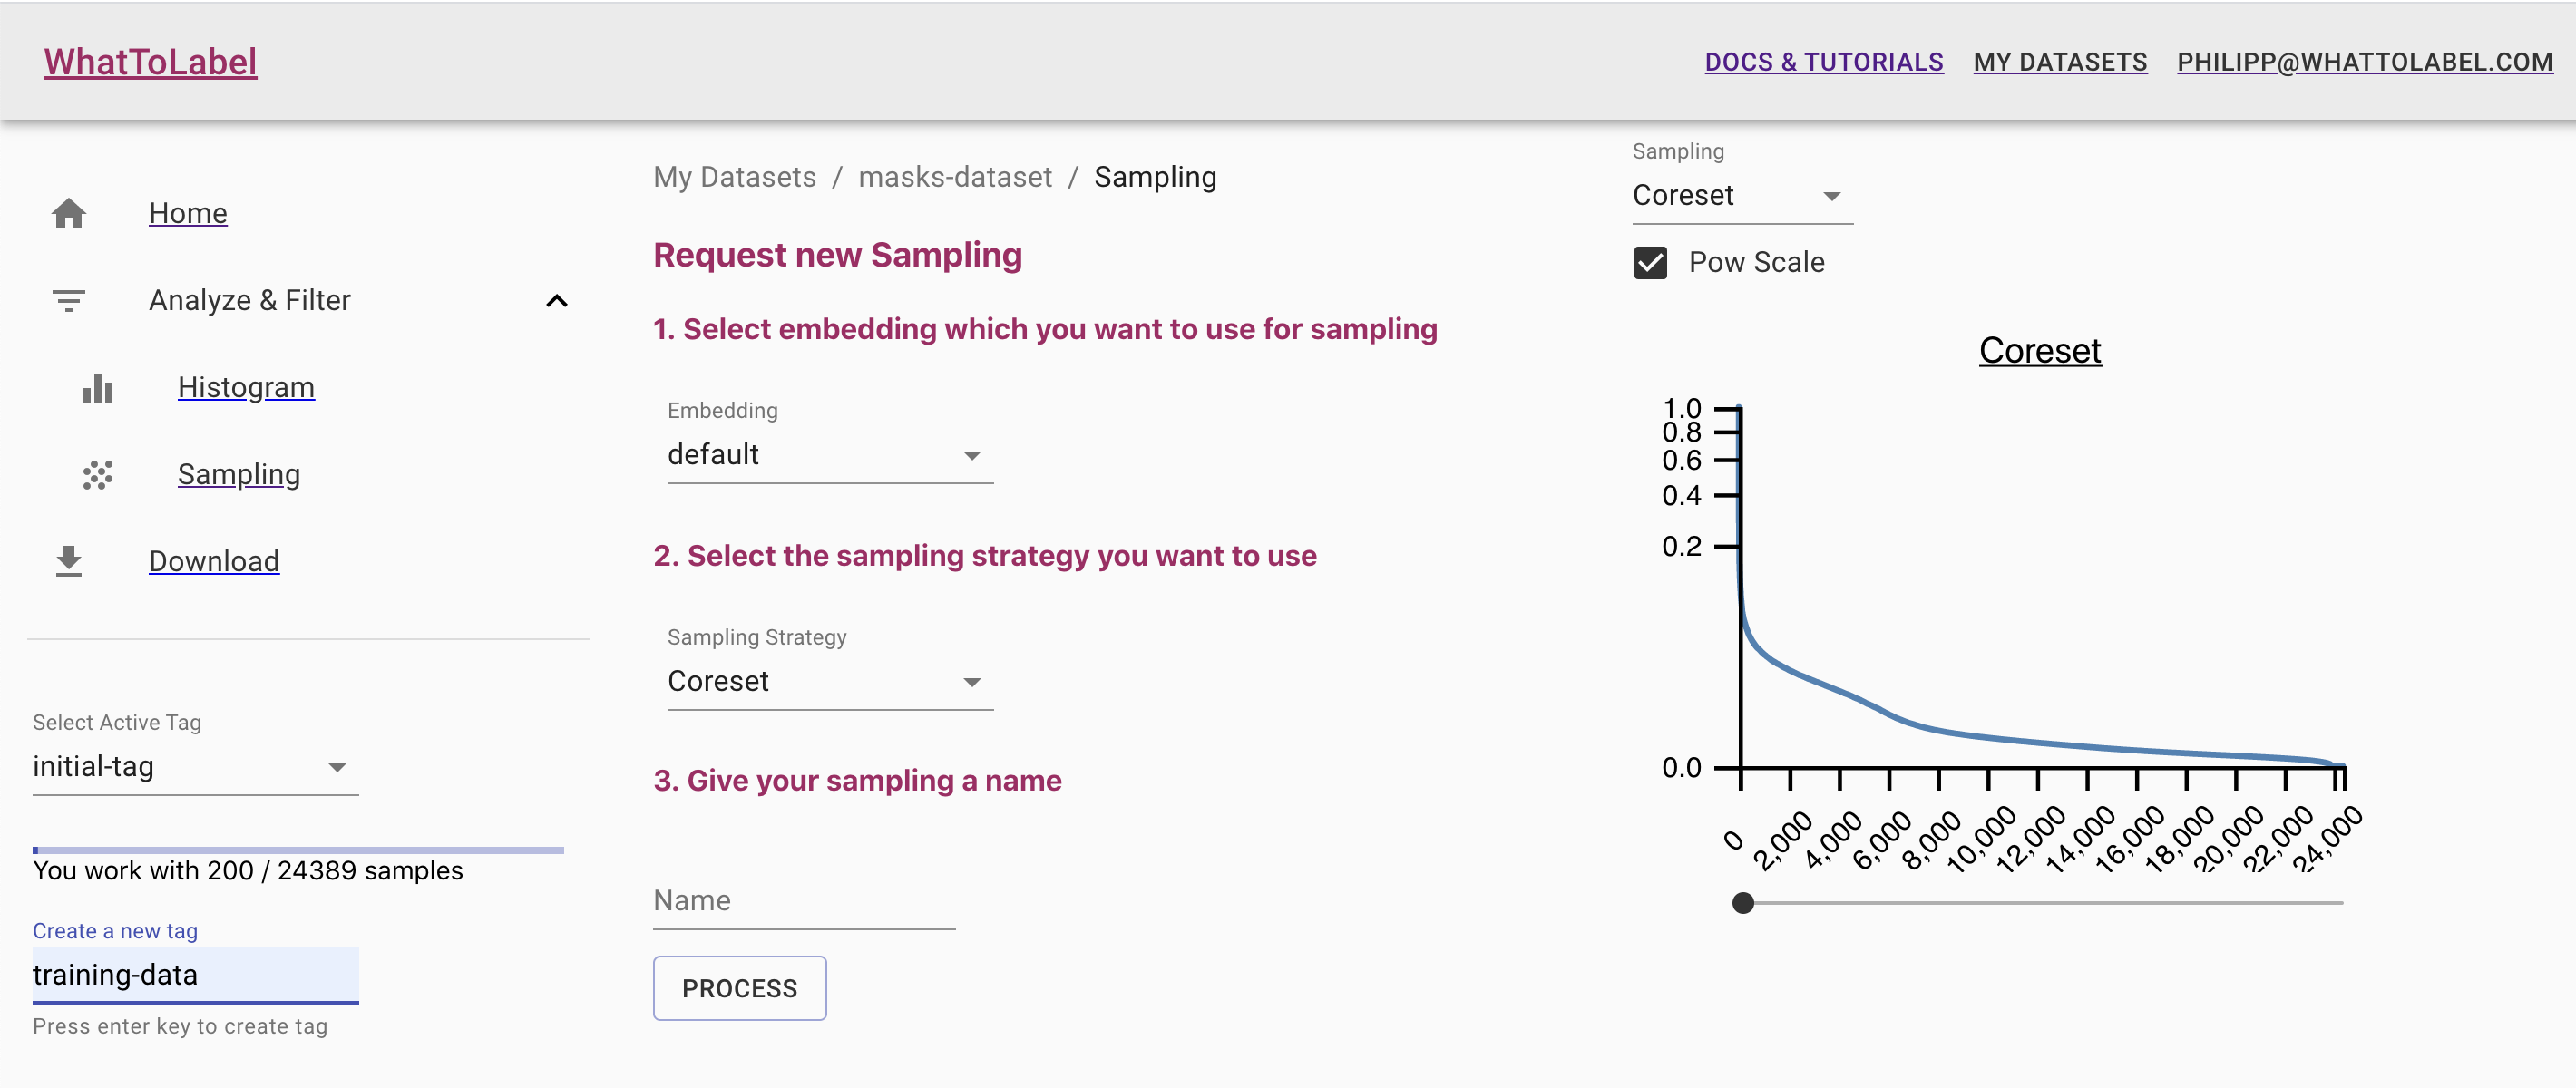 WhatToLabel
DOCS & TUTORIALS MY DATASETS PHILIPP@WHATTOLABEL.COM
Home
Analyze & Filter
Histogram
Sampling
Download
Select Active Tag
initial-tag
You work with 200 / 24389 samples
Create a new tag
training-data
Press enter key to create tag
My Datasets / masks-dataset / Sampling
Request new Sampling
1. Select embedding which you want to use for sampling
Embedding
default
2. Select the sampling strategy you want to use
Sampling Strategy
Coreset
3. Give your sampling a name
Name
PROCESS
Sampling
Coreset
Pow Scale
Coreset
1.0
0.8
0.6
0.4
0.2
0.0
0 2,000 4,000 6,000 8,000 10,000 12,000 14,000 16,000 18,000 20,000 22,000 24,000